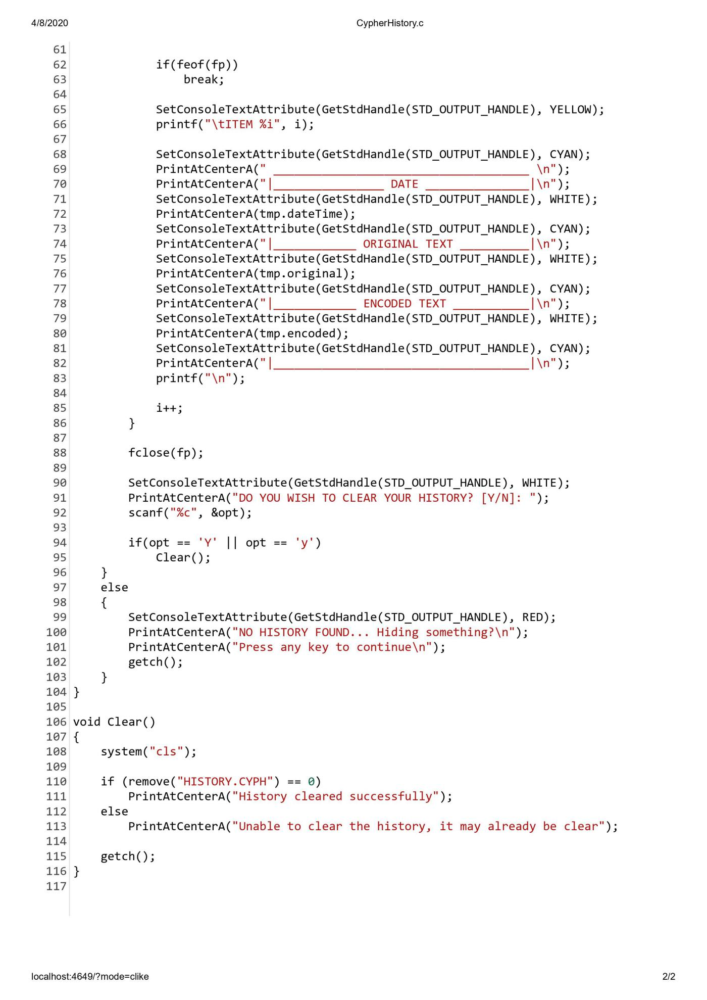 4/8/2020 CypherHistory.c
61
62             if(feof(fp))
63                 break;
64
65             SetConsoleTextAttribute(GetStdHandle(STD_OUTPUT_HANDLE), YELLOW);
66             printf("\tITEM %i", i);
67
68             SetConsoleTextAttribute(GetStdHandle(STD_OUTPUT_HANDLE), CYAN);
69             PrintAtCenterA(" _____________________________________ \n");
70             PrintAtCenterA("|________________ DATE _______________|\n");
71             SetConsoleTextAttribute(GetStdHandle(STD_OUTPUT_HANDLE), WHITE);
72             PrintAtCenterA(tmp.dateTime);
73             SetConsoleTextAttribute(GetStdHandle(STD_OUTPUT_HANDLE), CYAN);
74             PrintAtCenterA("|____________ ORIGINAL TEXT __________|\n");
75             SetConsoleTextAttribute(GetStdHandle(STD_OUTPUT_HANDLE), WHITE);
76             PrintAtCenterA(tmp.original);
77             SetConsoleTextAttribute(GetStdHandle(STD_OUTPUT_HANDLE), CYAN);
78             PrintAtCenterA("|____________ ENCODED TEXT ___________|\n");
79             SetConsoleTextAttribute(GetStdHandle(STD_OUTPUT_HANDLE), WHITE);
80             PrintAtCenterA(tmp.encoded);
81             SetConsoleTextAttribute(GetStdHandle(STD_OUTPUT_HANDLE), CYAN);
82             PrintAtCenterA("|_____________________________________|\n");
83             printf("\n");
84
85             i++;
86         }
87
88         fclose(fp);
89
90         SetConsoleTextAttribute(GetStdHandle(STD_OUTPUT_HANDLE), WHITE);
91         PrintAtCenterA("DO YOU WISH TO CLEAR YOUR HISTORY? [Y/N]: ");
92         scanf("%c", &opt);
93
94         if(opt == 'Y' || opt == 'y')
95             Clear();
96     }
97     else
98     {
99         SetConsoleTextAttribute(GetStdHandle(STD_OUTPUT_HANDLE), RED);
100         PrintAtCenterA("NO HISTORY FOUND... Hiding something?\n");
101         PrintAtCenterA("Press any key to continue\n");
102         getch();
103     }
104 }
105
106 void Clear()
107 {
108     system("cls");
109
110     if (remove("HISTORY.CYPH") == 0)
111         PrintAtCenterA("History cleared successfully");
112     else
113         PrintAtCenterA("Unable to clear the history, it may already be clear");
114
115     getch();
116 }
117
localhost:4649/?mode=clike 2/2